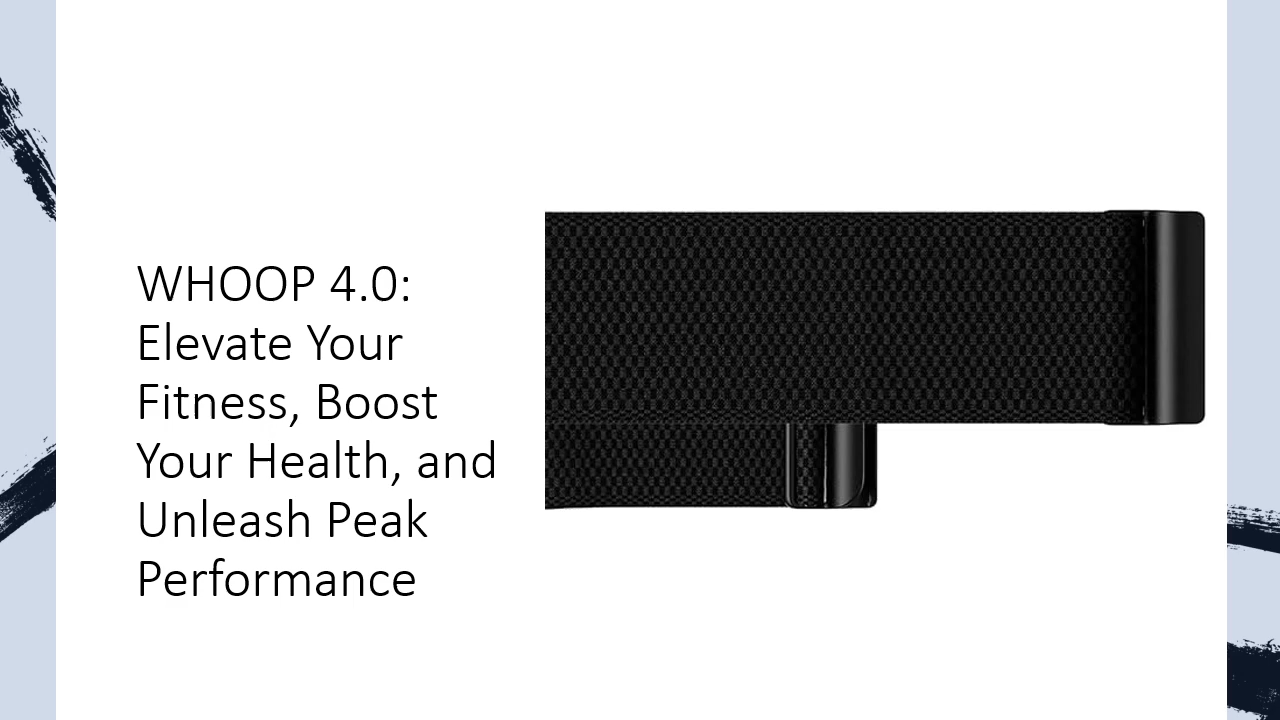 WHOOP 4.0:
Elevate Your
Fitness, Boost
Your Health, and
Unleash Peak
Performance